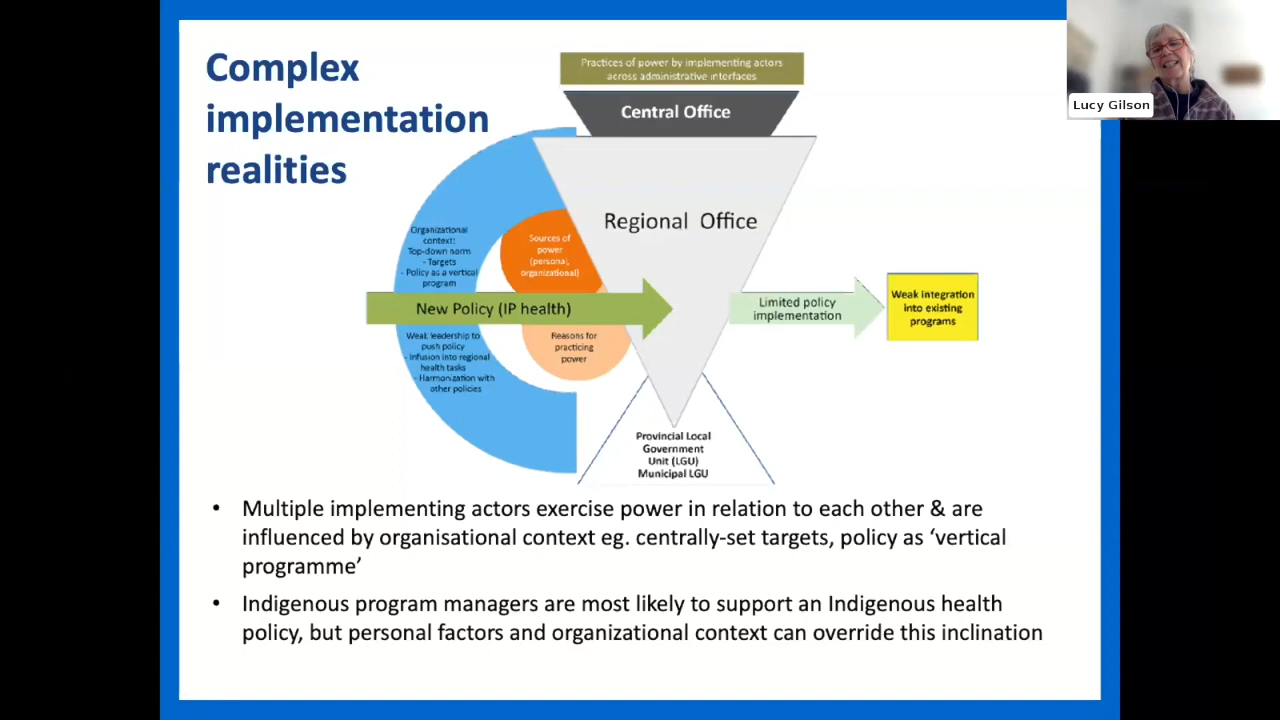 Complex
implementation
realities
Practices of power by implementing actors
across administrative interfaces
Central Office
Regional Office
Organizational
context:
Top-down norm
- Targets
- Policy as a vertical
program
Sources of
power
(personal,
organizational)
New Policy (IP health)
Limited policy
implementation
Weak integration
into existing
programs
Weak leadership to
push policy
- Infusion into regional
health tasks
- Harmonization with
other policies
Reasons for
practicing
power
Provincial Local
Government
Unit (LGU)
Municipal LGU
• Multiple implementing actors exercise power in relation to each other & are
influenced by organisational context eg. centrally-set targets, policy as ‘vertical
programme’
• Indigenous program managers are most likely to support an Indigenous health
policy, but personal factors and organizational context can override this inclination
Lucy Gilson